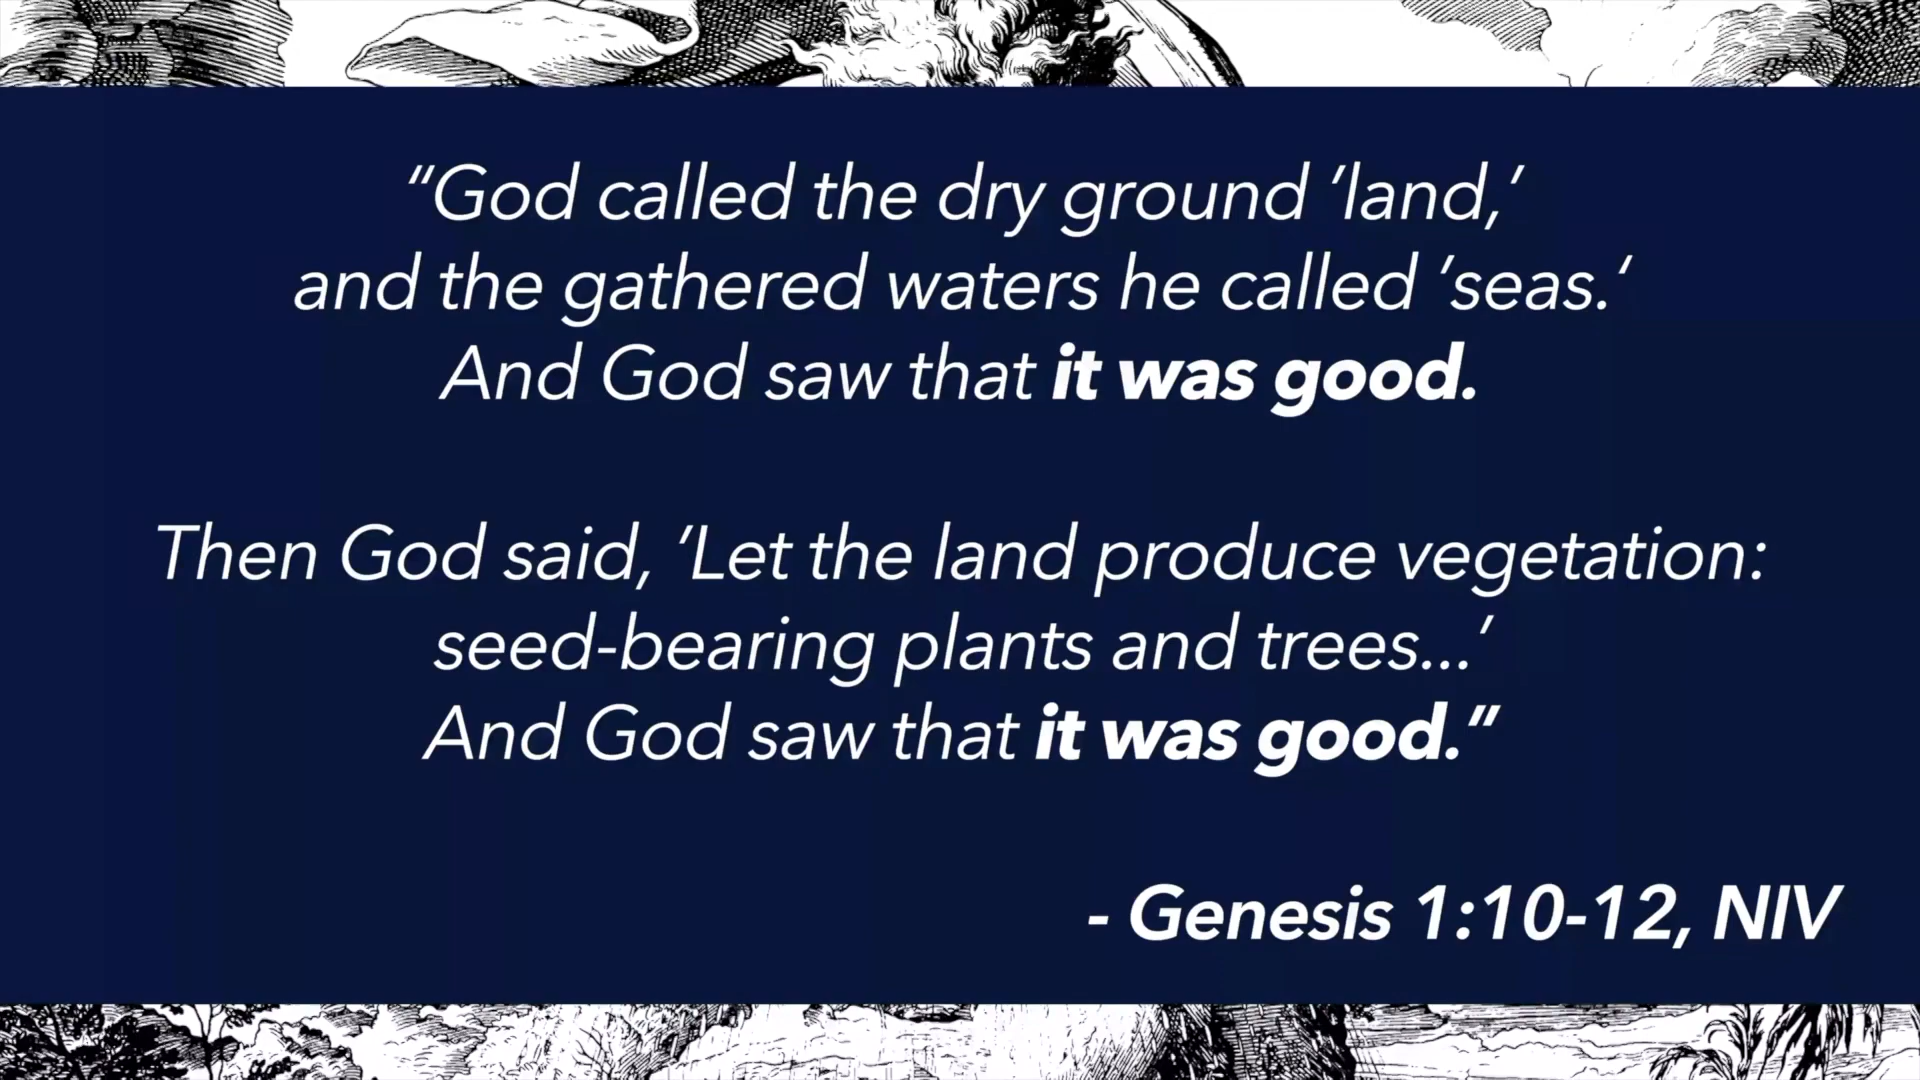 “God called the dry ground ‘land,’
and the gathered waters he called ‘seas.‘
And God saw that it was good.
Then God said, ‘Let the land produce vegetation:
seed-bearing plants and trees...’
And God saw that it was good.”
- Genesis 1:10-12, NIV